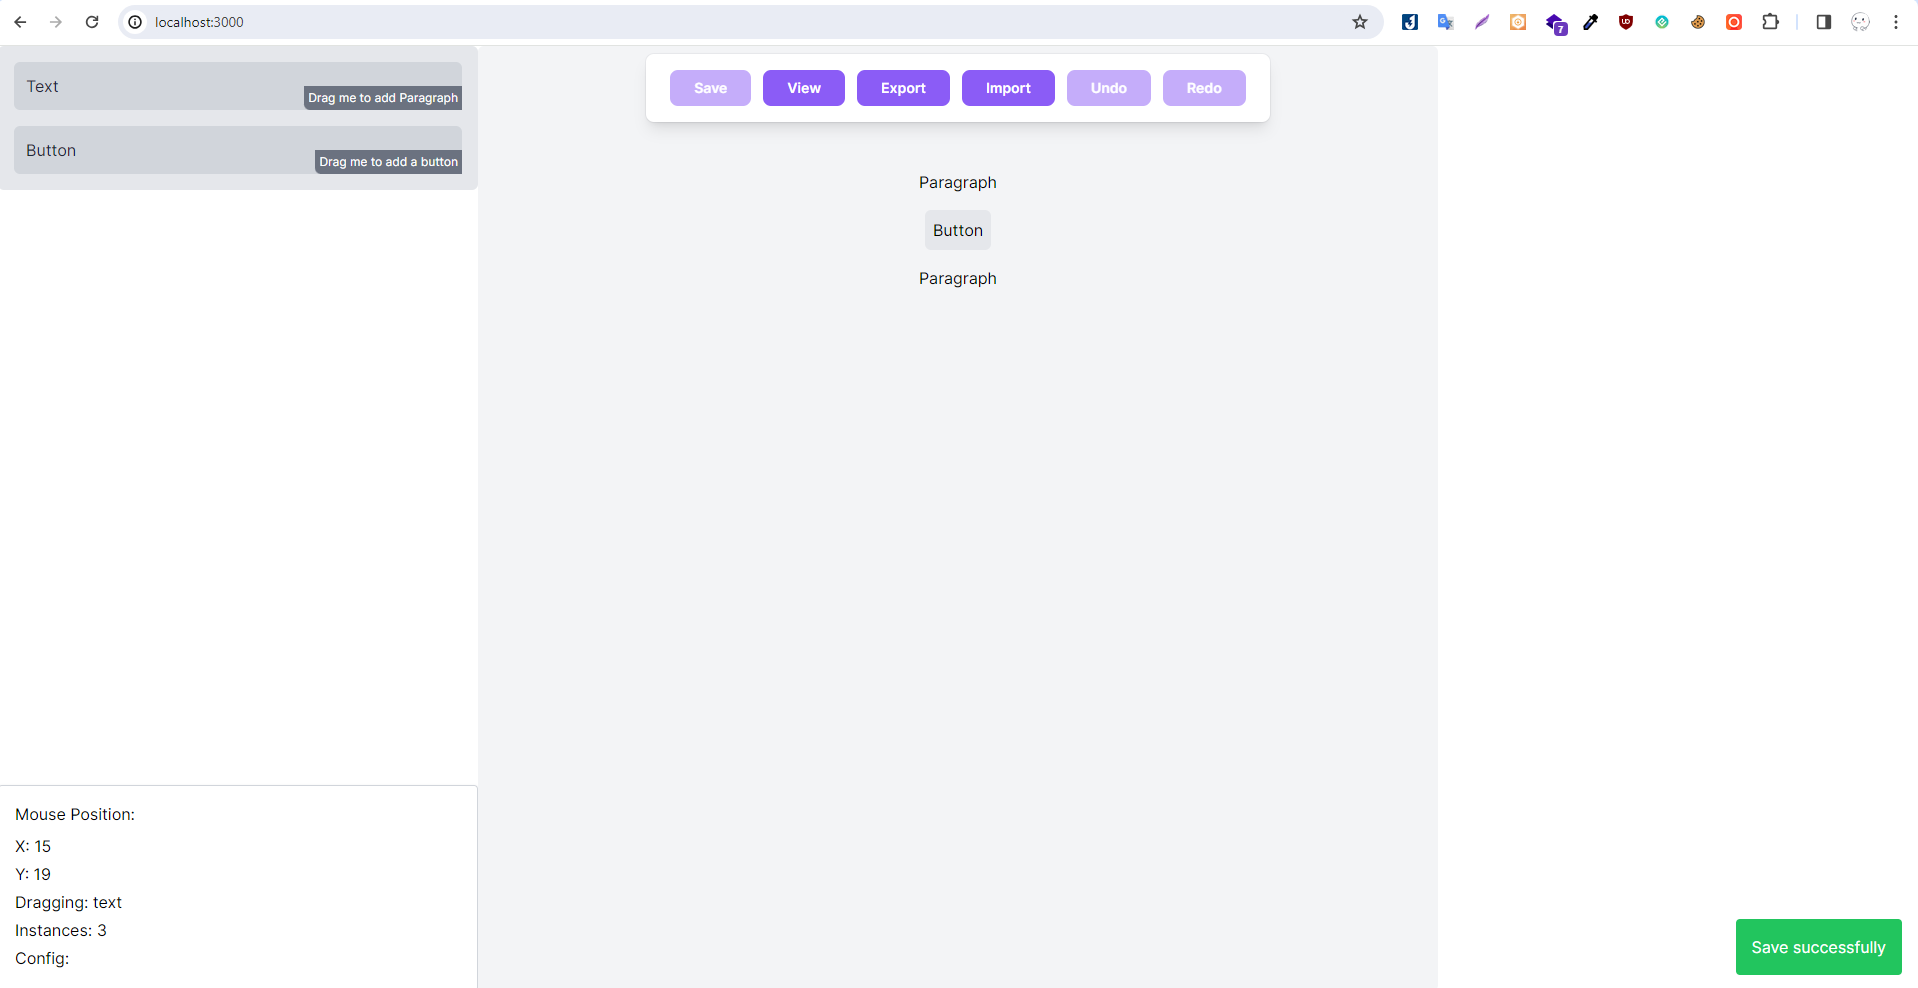 localhost:3000
7
Text
Drag me to add Paragraph
Button
Drag me to add a button
Save
View
Export
Import
Undo
Redo
Paragraph
Button
Paragraph
Mouse Position:
X: 15
Y: 19
Dragging: text
Instances: 3
Config:
Save successfully